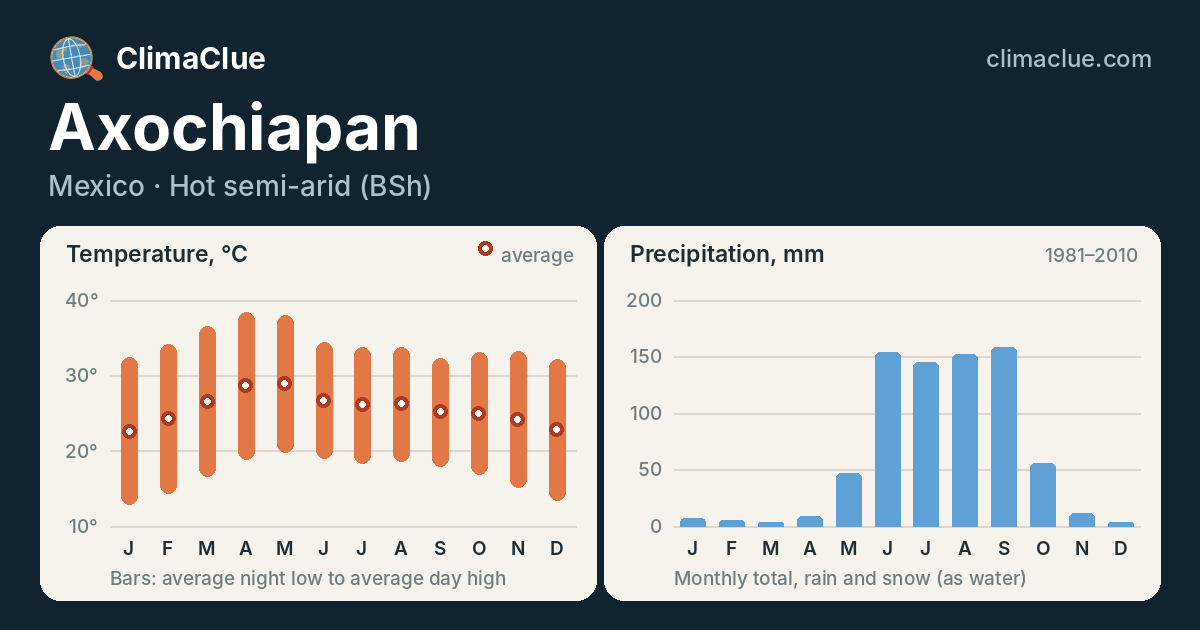 ClimaClue
climaclue.com
Axochiapan
Mexico · Hot semi-arid (BSh)
Temperature, °C
average
40°
30°
20°
10°
J F M A M J J A S O N D
Bars: average night low to average day high
Precipitation, mm
1981–2010
200
150
100
50
0
J F M A M J J A S O N D
Monthly total, rain and snow (as water)